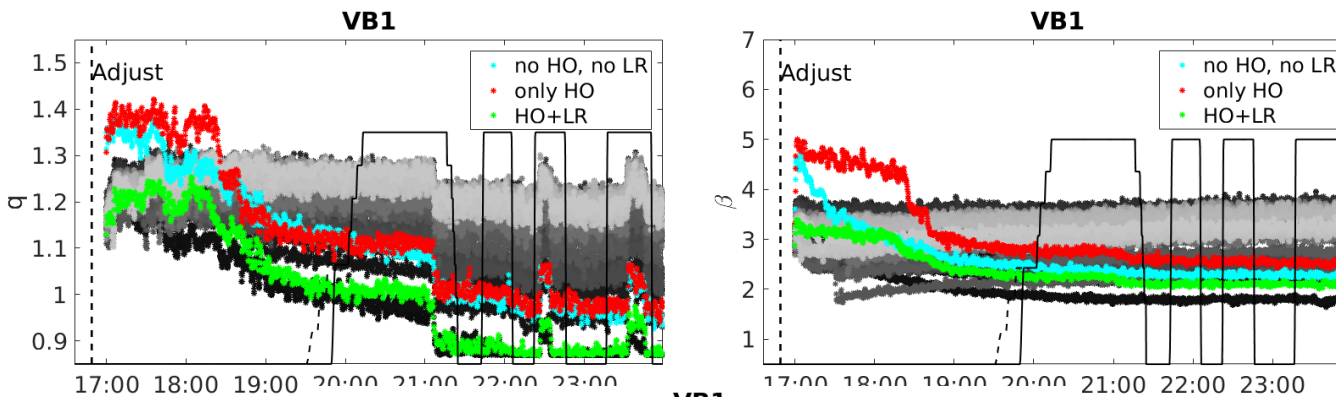 VB1
1.5
1.4
1.3
1.2
1.1
1
0.9
q
Adjust
no HO, no LR
only HO
HO+LR
17:00 18:00 19:00 20:00 21:00 22:00 23:00
VB1
7
6
5
4
3
2
1
β
Adjust
no HO, no LR
only HO
HO+LR
17:00 18:00 19:00 20:00 21:00 22:00 23:00
VB1